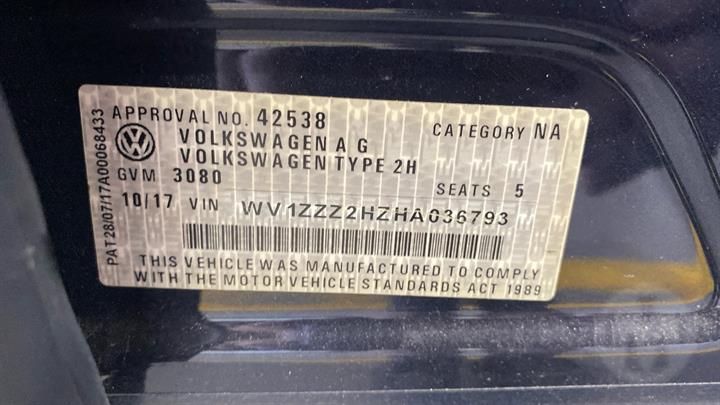 APPROVAL NO. 42538 CATEGORY NA
VOLKSWAGEN A G
VOLKSWAGEN TYPE 2H
GVM 3080 SEATS 5
10/17 VIN WV1ZZZ2HZHA036793
THIS VEHICLE WAS MANUFACTURED TO COMPLY
WITH THE MOTOR VEHICLE STANDARDS ACT 1989
PAT28/07/17A00068433